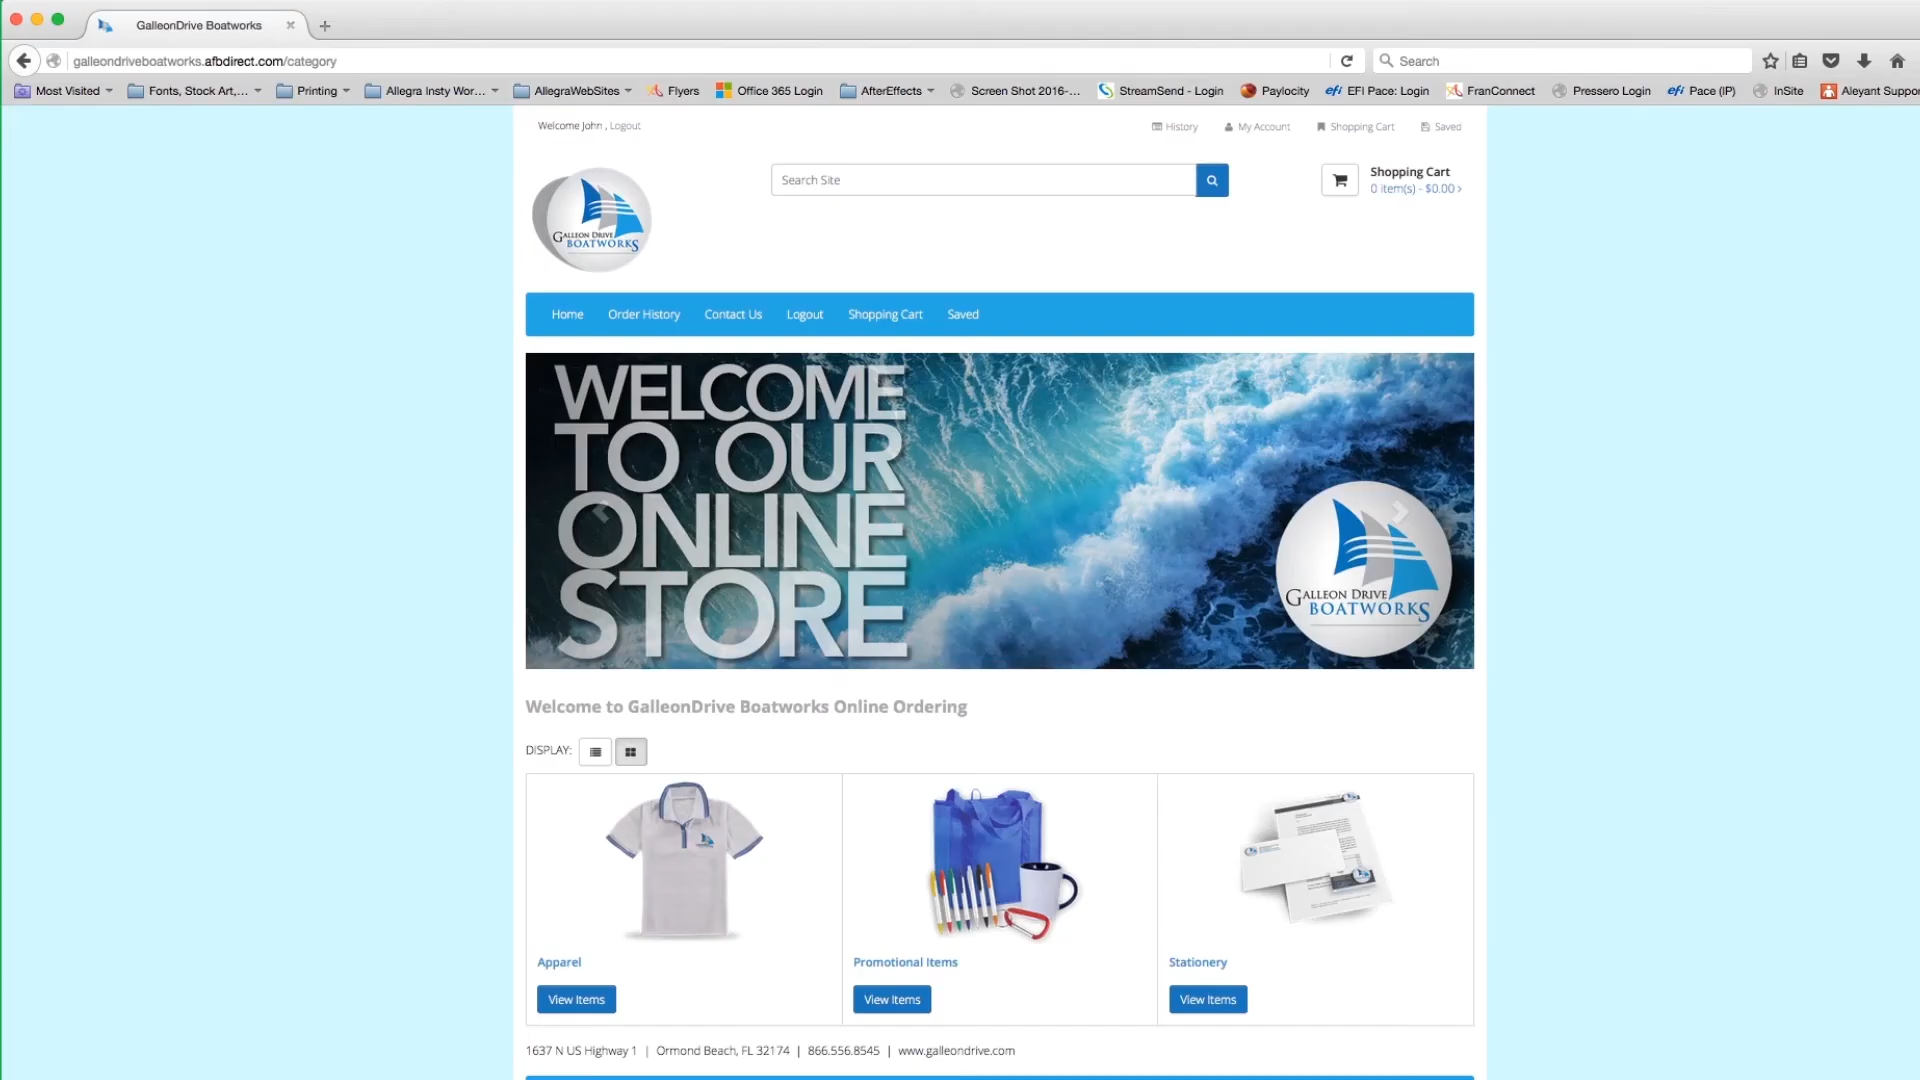 GalleonDrive Boatworks
galleondriveboatworks.afbdirect.com/category
Search
Most Visited
Fonts, Stock Art,...
Printing
Allegra Insty Wor...
AllegraWebSites
Flyers
Office 365 Login
AfterEffects
Screen Shot 2016-...
StreamSend - Login
Paylocity
efi EFI Pace: Login
FranConnect
Pressero Login
efi Pace (IP)
InSite
Aleyant Suppor
Welcome John , Logout
History
My Account
Shopping Cart
Saved
Search Site
Shopping Cart
0 item(s) - $0.00 ›
GALLEON DRIVE
BOATWORKS
Home
Order History
Contact Us
Logout
Shopping Cart
Saved
WELCOME
TO OUR
ONLINE
STORE
GALLEON DRIVE
BOATWORKS
Welcome to GalleonDrive Boatworks Online Ordering
DISPLAY:
Apparel
Promotional Items
Stationery
View Items
View Items
View Items
1637 N US Highway 1 | Ormond Beach, FL 32174 | 866.556.8545 | www.galleondrive.com